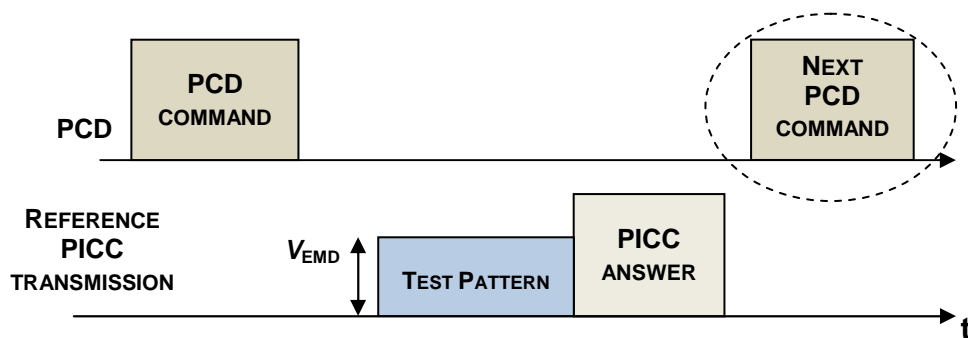 PCD
COMMAND
NEXT
PCD
COMMAND
PCD
REFERENCE
PICC
TRANSMISSION
VEMD
TEST PATTERN
PICC
ANSWER
t